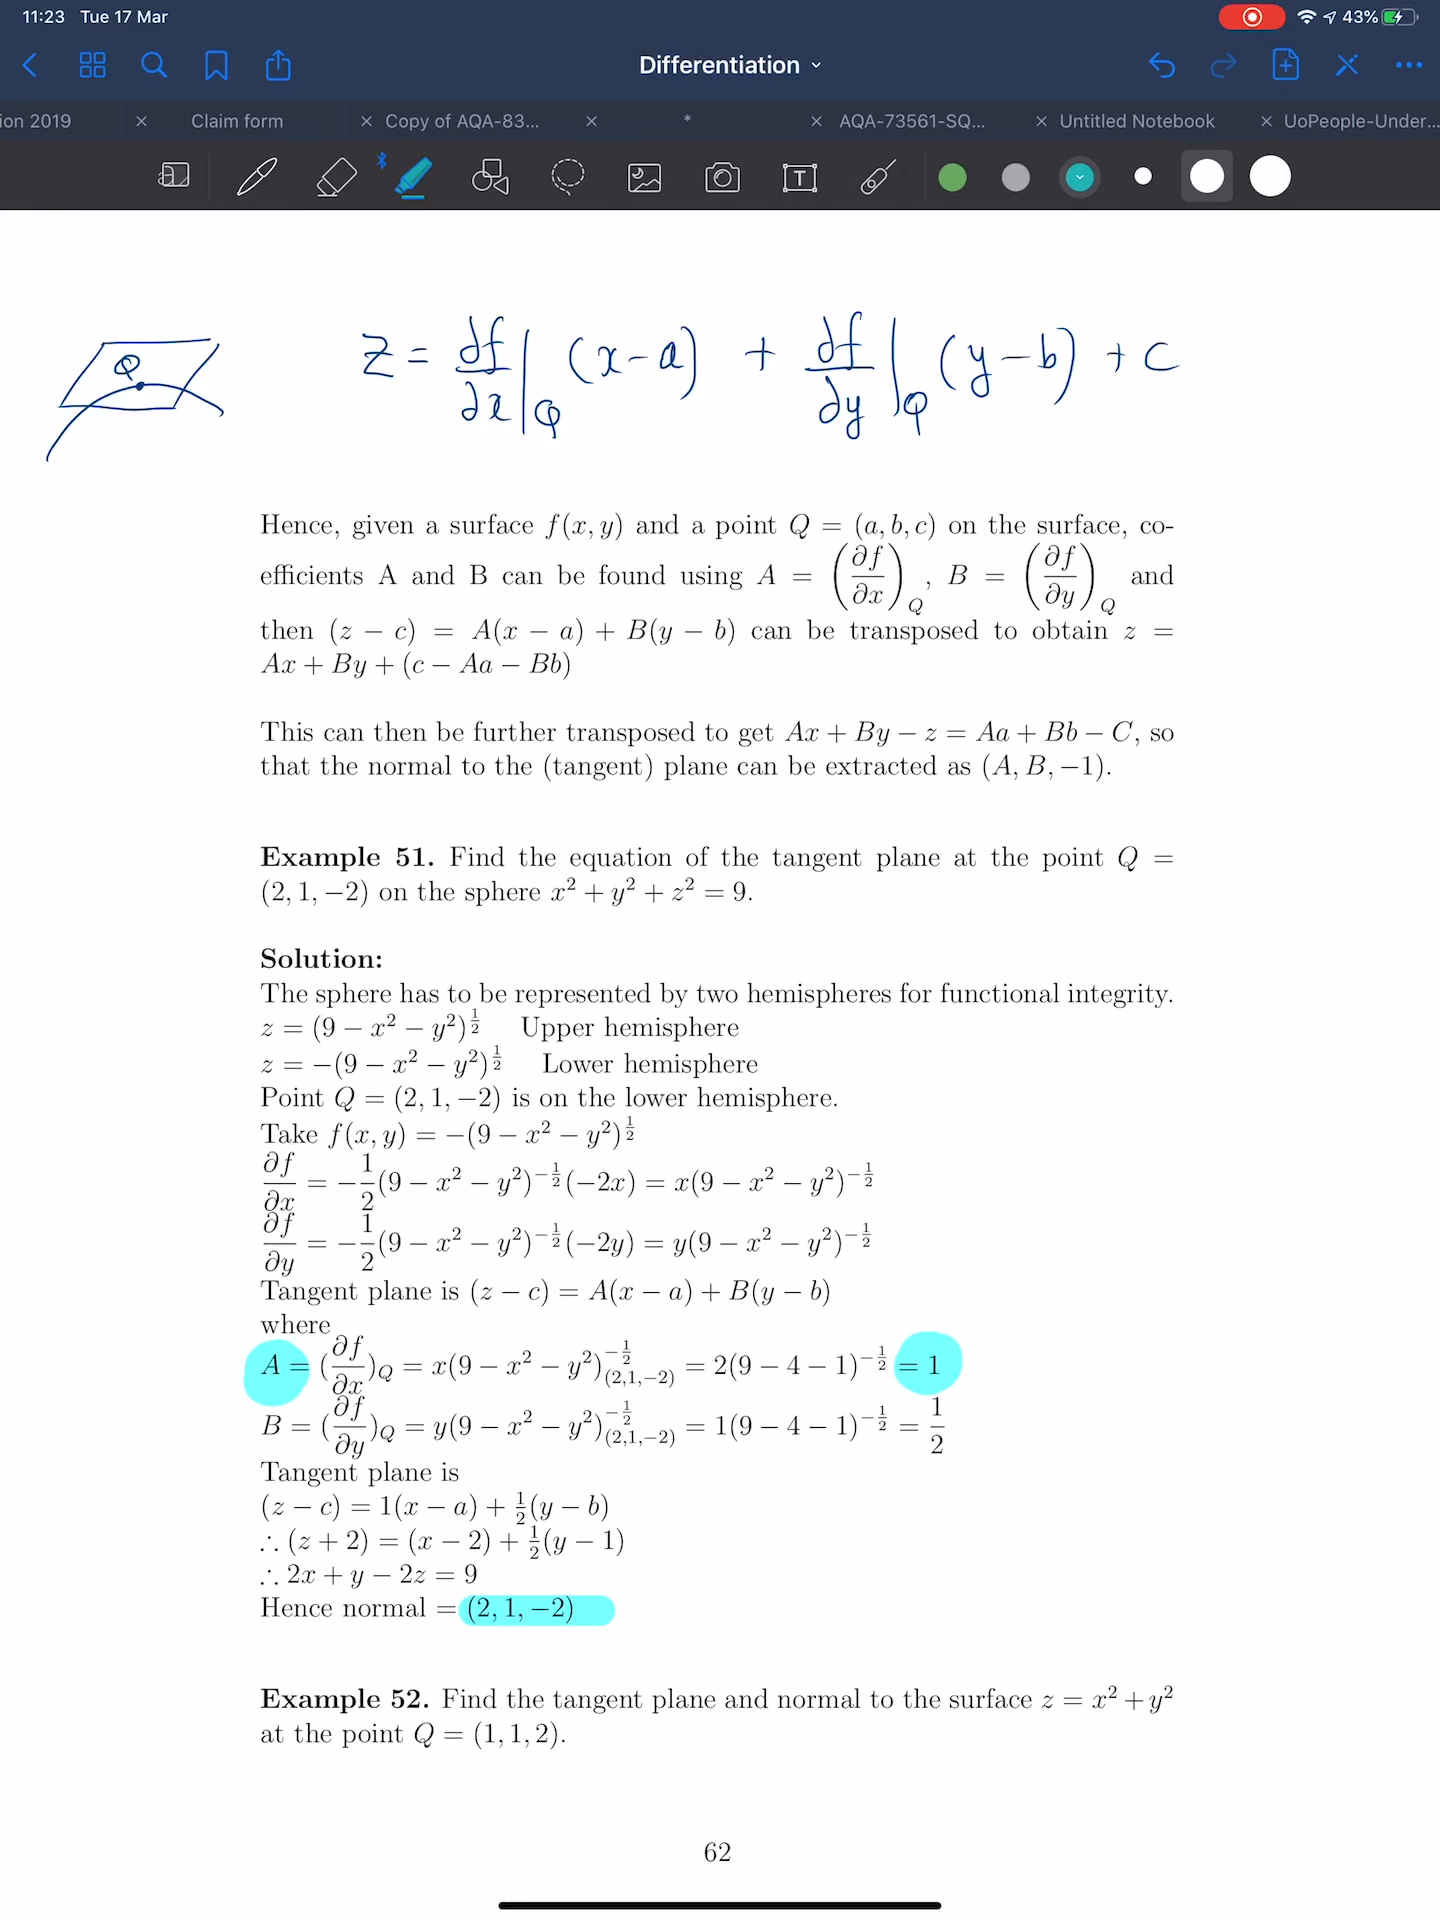 11:23 Tue 17 Mar 43%
Differentiation
ion 2019 × Claim form × Copy of AQA-83... × * × AQA-73561-SQ... × Untitled Notebook × UoPeople-Under...
Q
z = ∂f/∂x|Q (x-a) + ∂f/∂y|Q (y-b) + c
Hence, given a surface f(x, y) and a point Q = (a, b, c) on the surface, co-
efficients A and B can be found using A = (∂f/∂x)Q, B = (∂f/∂y)Q and
then (z − c) = A(x − a) + B(y − b) can be transposed to obtain z =
Ax + By + (c − Aa − Bb)
This can then be further transposed to get Ax + By − z = Aa + Bb − C, so
that the normal to the (tangent) plane can be extracted as (A, B, −1).
Example 51. Find the equation of the tangent plane at the point Q =
(2, 1, −2) on the sphere x² + y² + z² = 9.
Solution:
The sphere has to be represented by two hemispheres for functional integrity.
z = (9 − x² − y²)^½ Upper hemisphere
z = −(9 − x² − y²)^½ Lower hemisphere
Point Q = (2, 1, −2) is on the lower hemisphere.
Take f(x, y) = −(9 − x² − y²)^½
∂f/∂x = −1/2(9 − x² − y²)^−½(−2x) = x(9 − x² − y²)^−½
∂f/∂y = −1/2(9 − x² − y²)^−½(−2y) = y(9 − x² − y²)^−½
Tangent plane is (z − c) = A(x − a) + B(y − b)
where
A = (∂f/∂x)Q = x(9 − x² − y²)^−½(2,1,−2) = 2(9 − 4 − 1)^−½ = 1
B = (∂f/∂y)Q = y(9 − x² − y²)^−½(2,1,−2) = 1(9 − 4 − 1)^−½ = 1/2
Tangent plane is
(z − c) = 1(x − a) + ½(y − b)
∴ (z + 2) = (x − 2) + ½(y − 1)
∴ 2x + y − 2z = 9
Hence normal = (2, 1, −2)
Example 52. Find the tangent plane and normal to the surface z = x² + y²
at the point Q = (1, 1, 2).
62